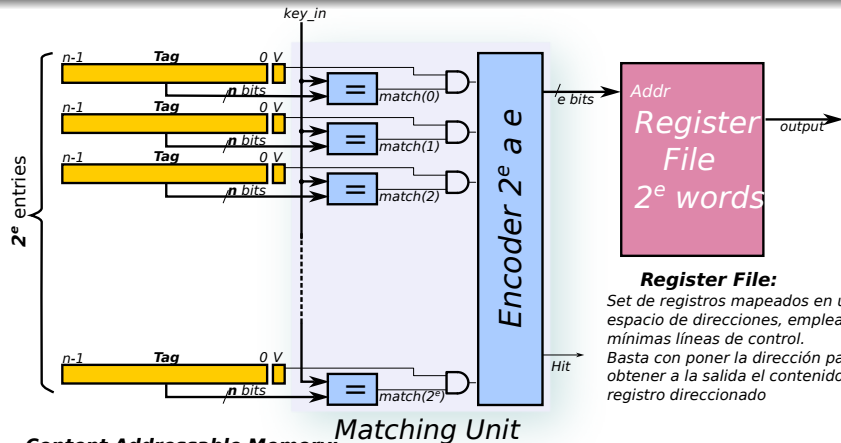 key_in
n-1 Tag 0 V
n bits
=
match(0)
n-1 Tag 0 V
n bits
=
match(1)
n-1 Tag 0 V
n bits
=
match(2)
n-1 Tag 0 V
n bits
=
match(2ᵉ)
2ᵉ entries
Encoder 2ᵉ a e
e bits
Hit
Matching Unit
Addr
Register
File
2ᵉ words
output
Register File:
Set de registros mapeados en u
espacio de direcciones, emplea
mínimas líneas de control.
Basta con poner la dirección pa
obtener a la salida el contenido
registro direccionado
Content Addressable Memory: